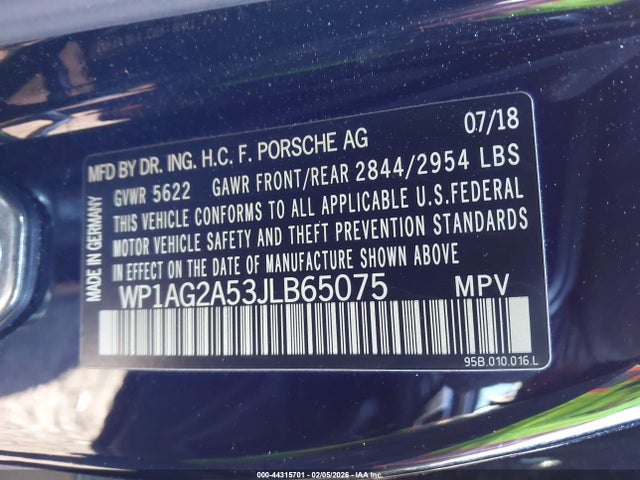 MFD BY DR. ING. H.C. F. PORSCHE AG 07/18
GVWR 5622 GAWR FRONT/REAR 2844/2954 LBS
THIS VEHICLE CONFORMS TO ALL APPLICABLE U.S.FEDERAL
MOTOR VEHICLE SAFETY AND THEFT PREVENTION STANDARDS
IN EFFECT ON THE DATE OF MANUFACTURE SHOWN ABOVE
WP1AG2A53JLB65075 MPV
95B.010.016.L
MADE IN GERMANY
000-44315701 - 02/05/2026 - IAA Inc.